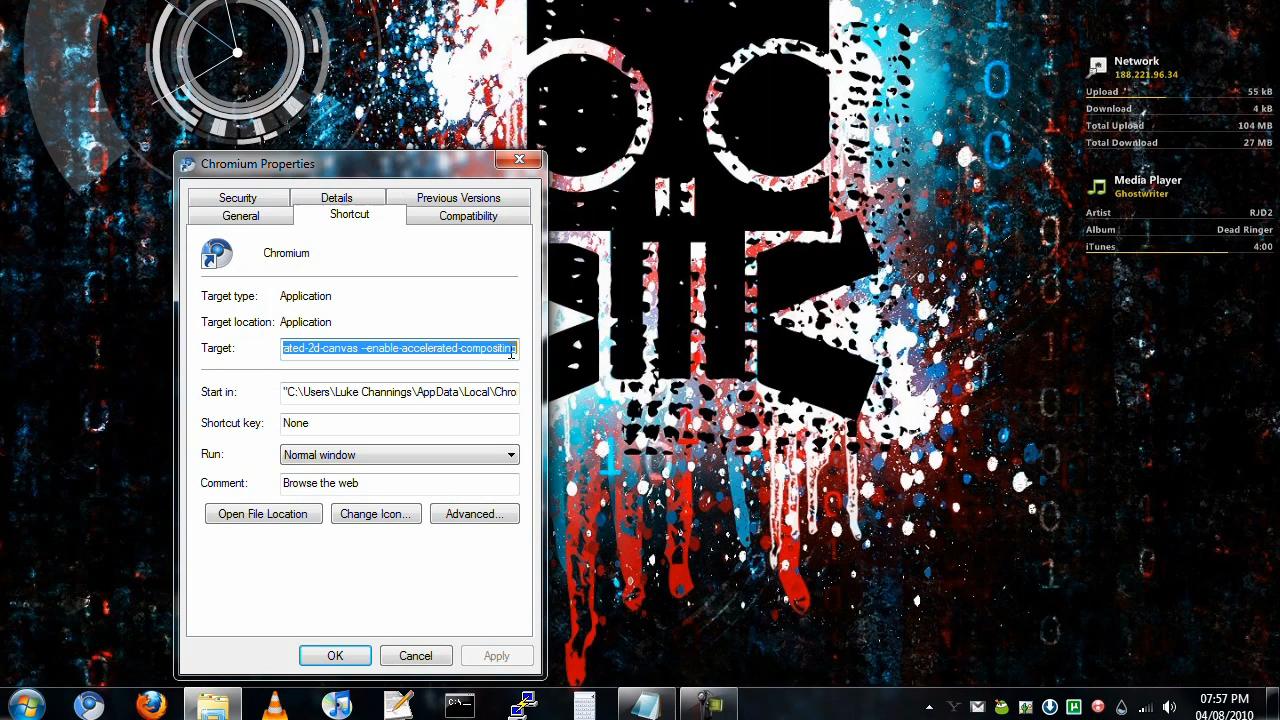 Chromium Properties
Security
Details
Previous Versions
General
Shortcut
Compatibility
Chromium
Target type: Application
Target location: Application
Target: ated-2d-canvas --enable-accelerated-compositing
Start in: "C:\Users\Luke Channings\AppData\Local\Chro
Shortcut key: None
Run: Normal window
Comment: Browse the web
Open File Location
Change Icon...
Advanced...
OK
Cancel
Apply
Network
188.221.96.34
Upload 55 kB
Download 4 kB
Total Upload 104 MB
Total Download 27 MB
Media Player
Ghostwriter
Artist RJD2
Album Dead Ringer
iTunes 4:00
C:\_
07:57 PM
04/08/2010